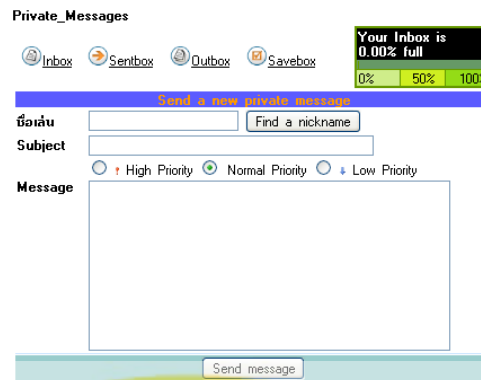 Private_Messages
Your Inbox is
0.00% full
Inbox Sentbox Outbox Savebox
0% 50% 100%
Send a new private message
ชื่อเล่น Find a nickname
Subject
High Priority Normal Priority Low Priority
Message
Send message